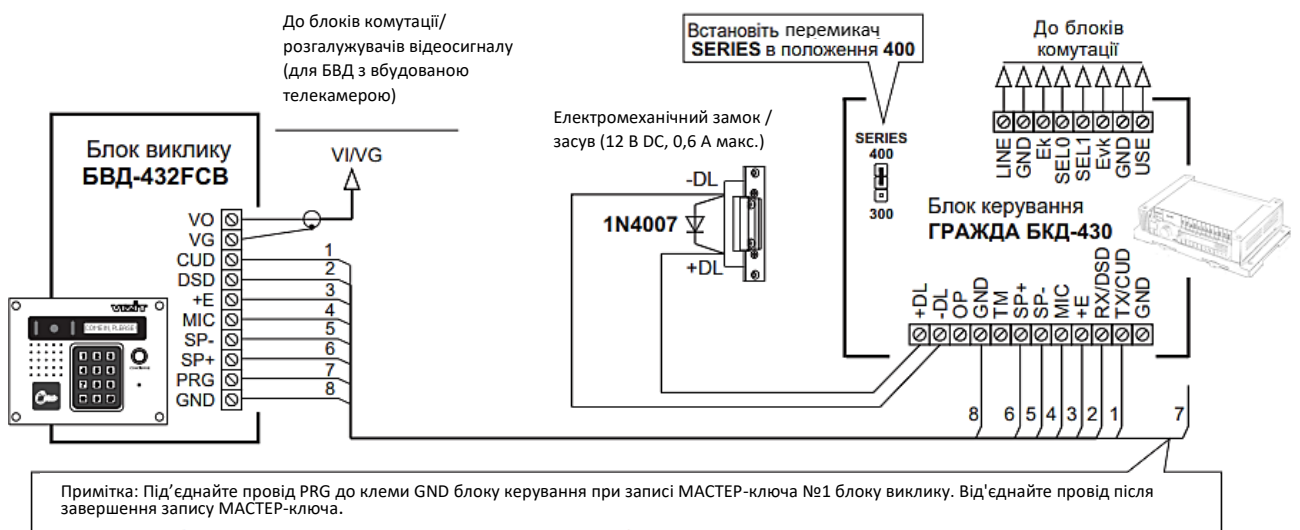 До блоків комутації/
розгалужувачів відеосигналу
(для БВД з вбудованою
телекамерою)
Встановіть перемикач
SERIES в положення 400
До блоків
комутації
Електромеханічний замок /
засув (12 В DC, 0,6 А макс.)
Блок виклику
БВД-432FCB
VI/VG
VO
VG
CUD
DSD
+E
MIC
SP-
SP+
PRG
GND
1
2
3
4
5
6
7
8
VIZIT
COME IN, PLEASE!
-DL
1N4007
+DL
SERIES
400
300
LINE
GND
Ek
SEL0
SEL1
Evk
GND
USE
Блок керування
ГРАЖДА БКД-430
+DL
-DL
OP
GND
TM
SP+
SP-
MIC
+E
RX/DSD
TX/CUD
GND
8
6
5
4
3
2
1
7
Примітка: Під’єднайте провід PRG до клеми GND блоку керування при записі МАСТЕР-ключа №1 блоку виклику. Від'єднайте провід після
завершення запису МАСТЕР-ключа.